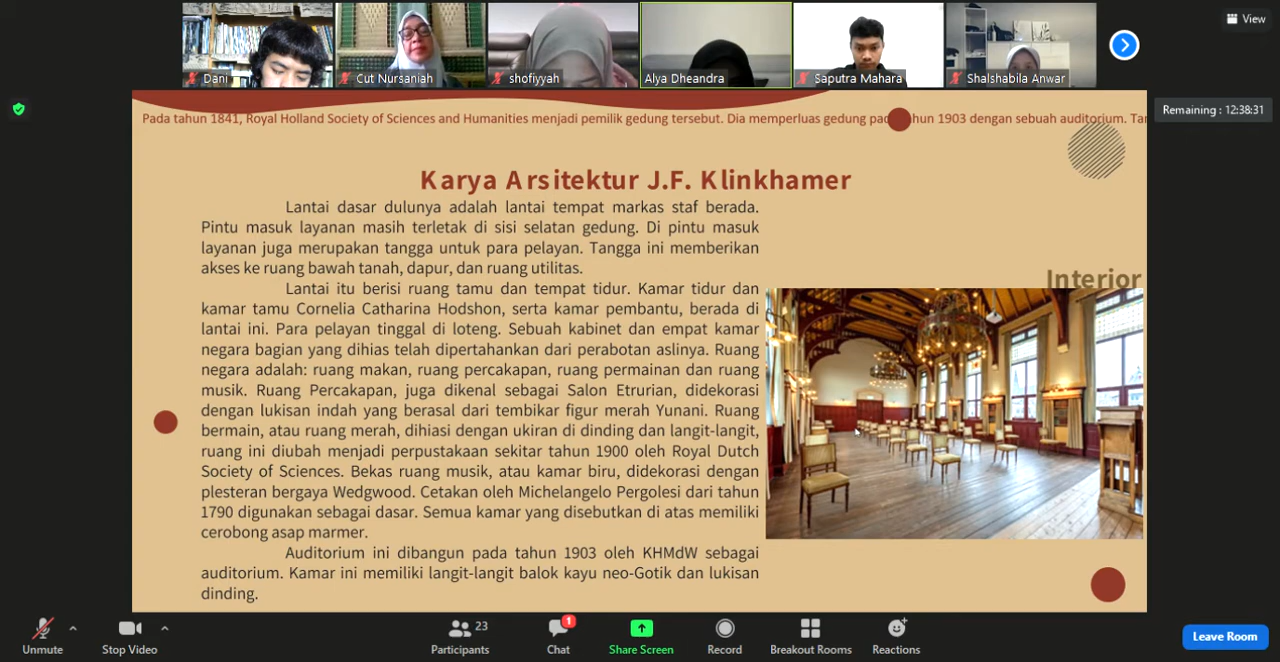 View
Dani
Cut Nursaniah
shofiyyah
Alya Dheandra
Saputra Mahara
Shalshabila Anwar
Remaining : 12:38:31
Pada tahun 1841, Royal Holland Society of Sciences and Humanities menjadi pemilik gedung tersebut. Dia memperluas gedung hun 1903 dengan sebuah auditorium.
Karya Arsitektur J.F. Klinkhamer
Lantai dasar dulunya adalah lantai tempat markas staf berada.
Pintu masuk layanan masih terletak di sisi selatan gedung. Di pintu masuk
layanan juga merupakan tangga untuk para pelayan. Tangga ini memberikan
akses ke ruang bawah tanah, dapur, dan ruang utilitas.
Lantai itu berisi ruang tamu dan tempat tidur. Kamar tidur dan
kamar tamu Cornelia Catharina Hodshon, serta kamar pembantu, berada di
lantai ini. Para pelayan tinggal di loteng. Sebuah kabinet dan empat kamar
negara bagian yang dihias telah dipertahankan dari perabotan aslinya. Ruang
negara adalah: ruang makan, ruang percakapan, ruang permainan dan ruang
musik. Ruang Percakapan, juga dikenal sebagai Salon Etrurian, didekorasi
dengan lukisan indah yang berasal dari tembikar figur merah Yunani. Ruang
bermain, atau ruang merah, dihiasi dengan ukiran di dinding dan langit-langit,
ruang ini diubah menjadi perpustakaan sekitar tahun 1900 oleh Royal Dutch
Society of Sciences. Bekas ruang musik, atau kamar biru, didekorasi dengan
plesteran bergaya Wedgwood. Cetakan oleh Michelangelo Pergolesi dari tahun
1790 digunakan sebagai dasar. Semua kamar yang disebutkan di atas memiliki
cerobong asap marmer.
Auditorium ini dibangun pada tahun 1903 oleh KHMdW sebagai
auditorium. Kamar ini memiliki langit-langit balok kayu neo-Gotik dan lukisan
dinding.
Interior
Unmute
Stop Video
Participants
23
Chat
1
Share Screen
Record
Breakout Rooms
Reactions
Leave Room